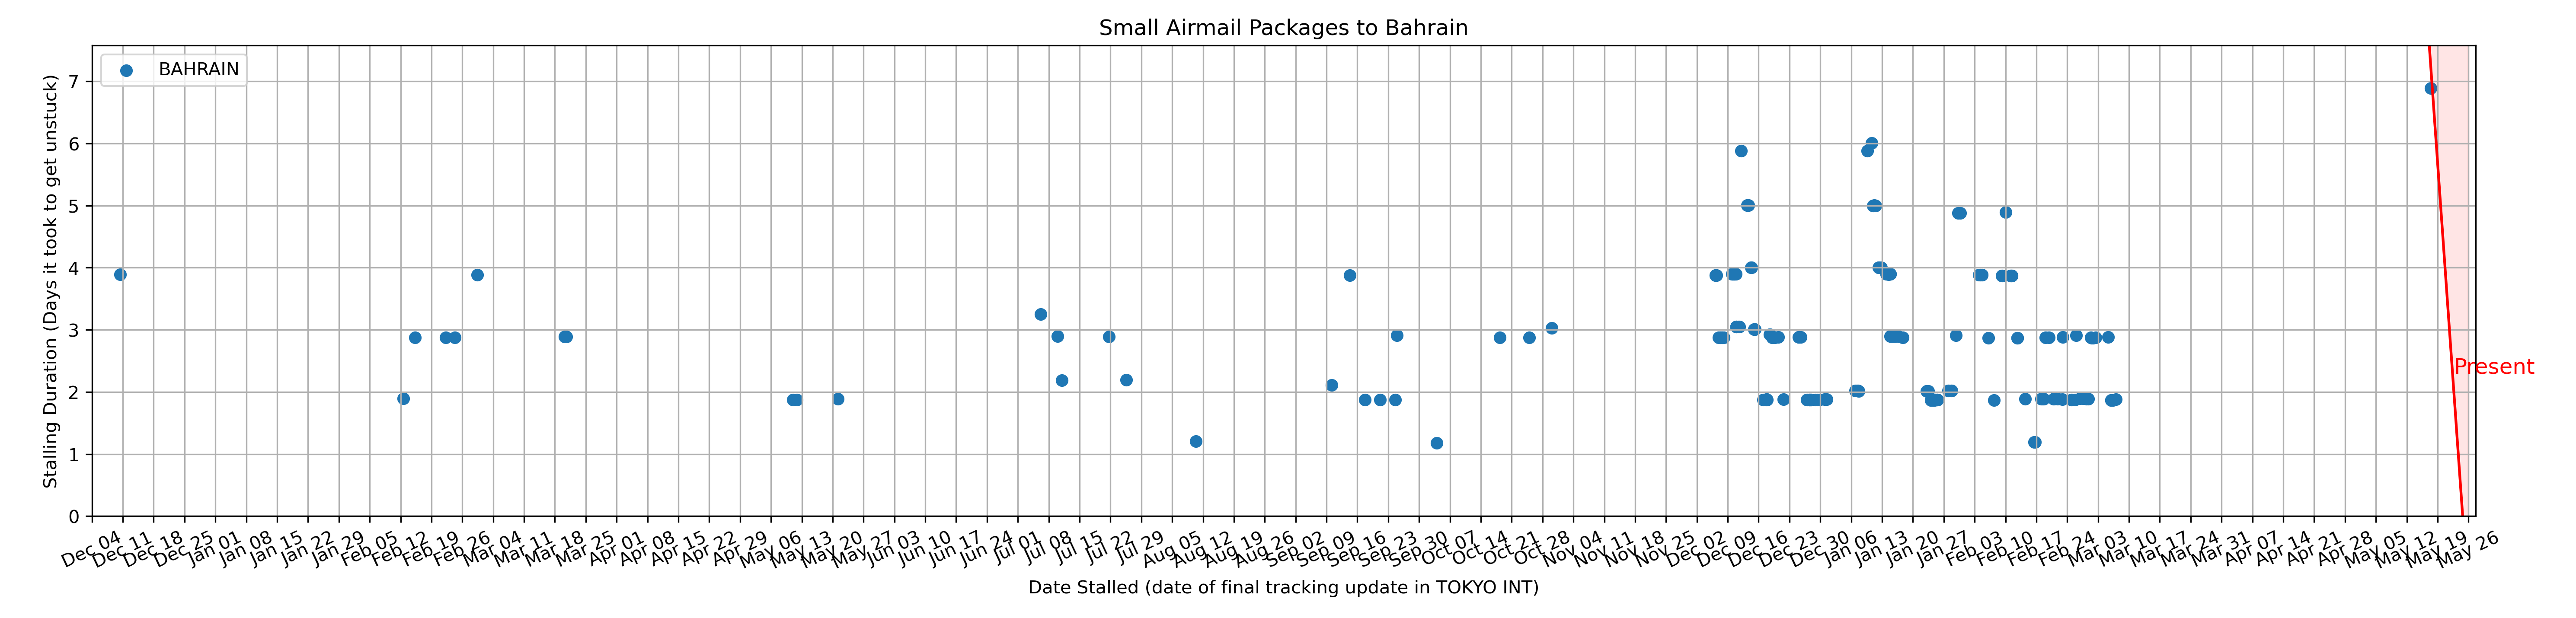 Small Airmail Packages to Bahrain
BAHRAIN
Stalling Duration (Days it took to get unstuck)
7
6
5
4
3
2
1
0
Present
Dec 04 Dec 11 Dec 18 Dec 25 Jan 01 Jan 08 Jan 15 Jan 22 Jan 29 Feb 05 Feb 12 Feb 19 Feb 26 Mar 04 Mar 11 Mar 18 Mar 25 Apr 01 Apr 08 Apr 15 Apr 22 Apr 29 May 06 May 13 May 20 May 27 Jun 03 Jun 10 Jun 17 Jun 24 Jul 01 Jul 08 Jul 15 Jul 22 Jul 29 Aug 05 Aug 12 Aug 19 Aug 26 Sep 02 Sep 09 Sep 16 Sep 23 Sep 30 Oct 07 Oct 14 Oct 21 Oct 28 Nov 04 Nov 11 Nov 18 Nov 25 Dec 02 Dec 09 Dec 16 Dec 23 Dec 30 Jan 06 Jan 13 Jan 20 Jan 27 Feb 03 Feb 10 Feb 17 Feb 24 Mar 03 Mar 10 Mar 17 Mar 24 Mar 31 Apr 07 Apr 14 Apr 21 Apr 28 May 05 May 12 May 19 May 26
Date Stalled (date of final tracking update in TOKYO INT)